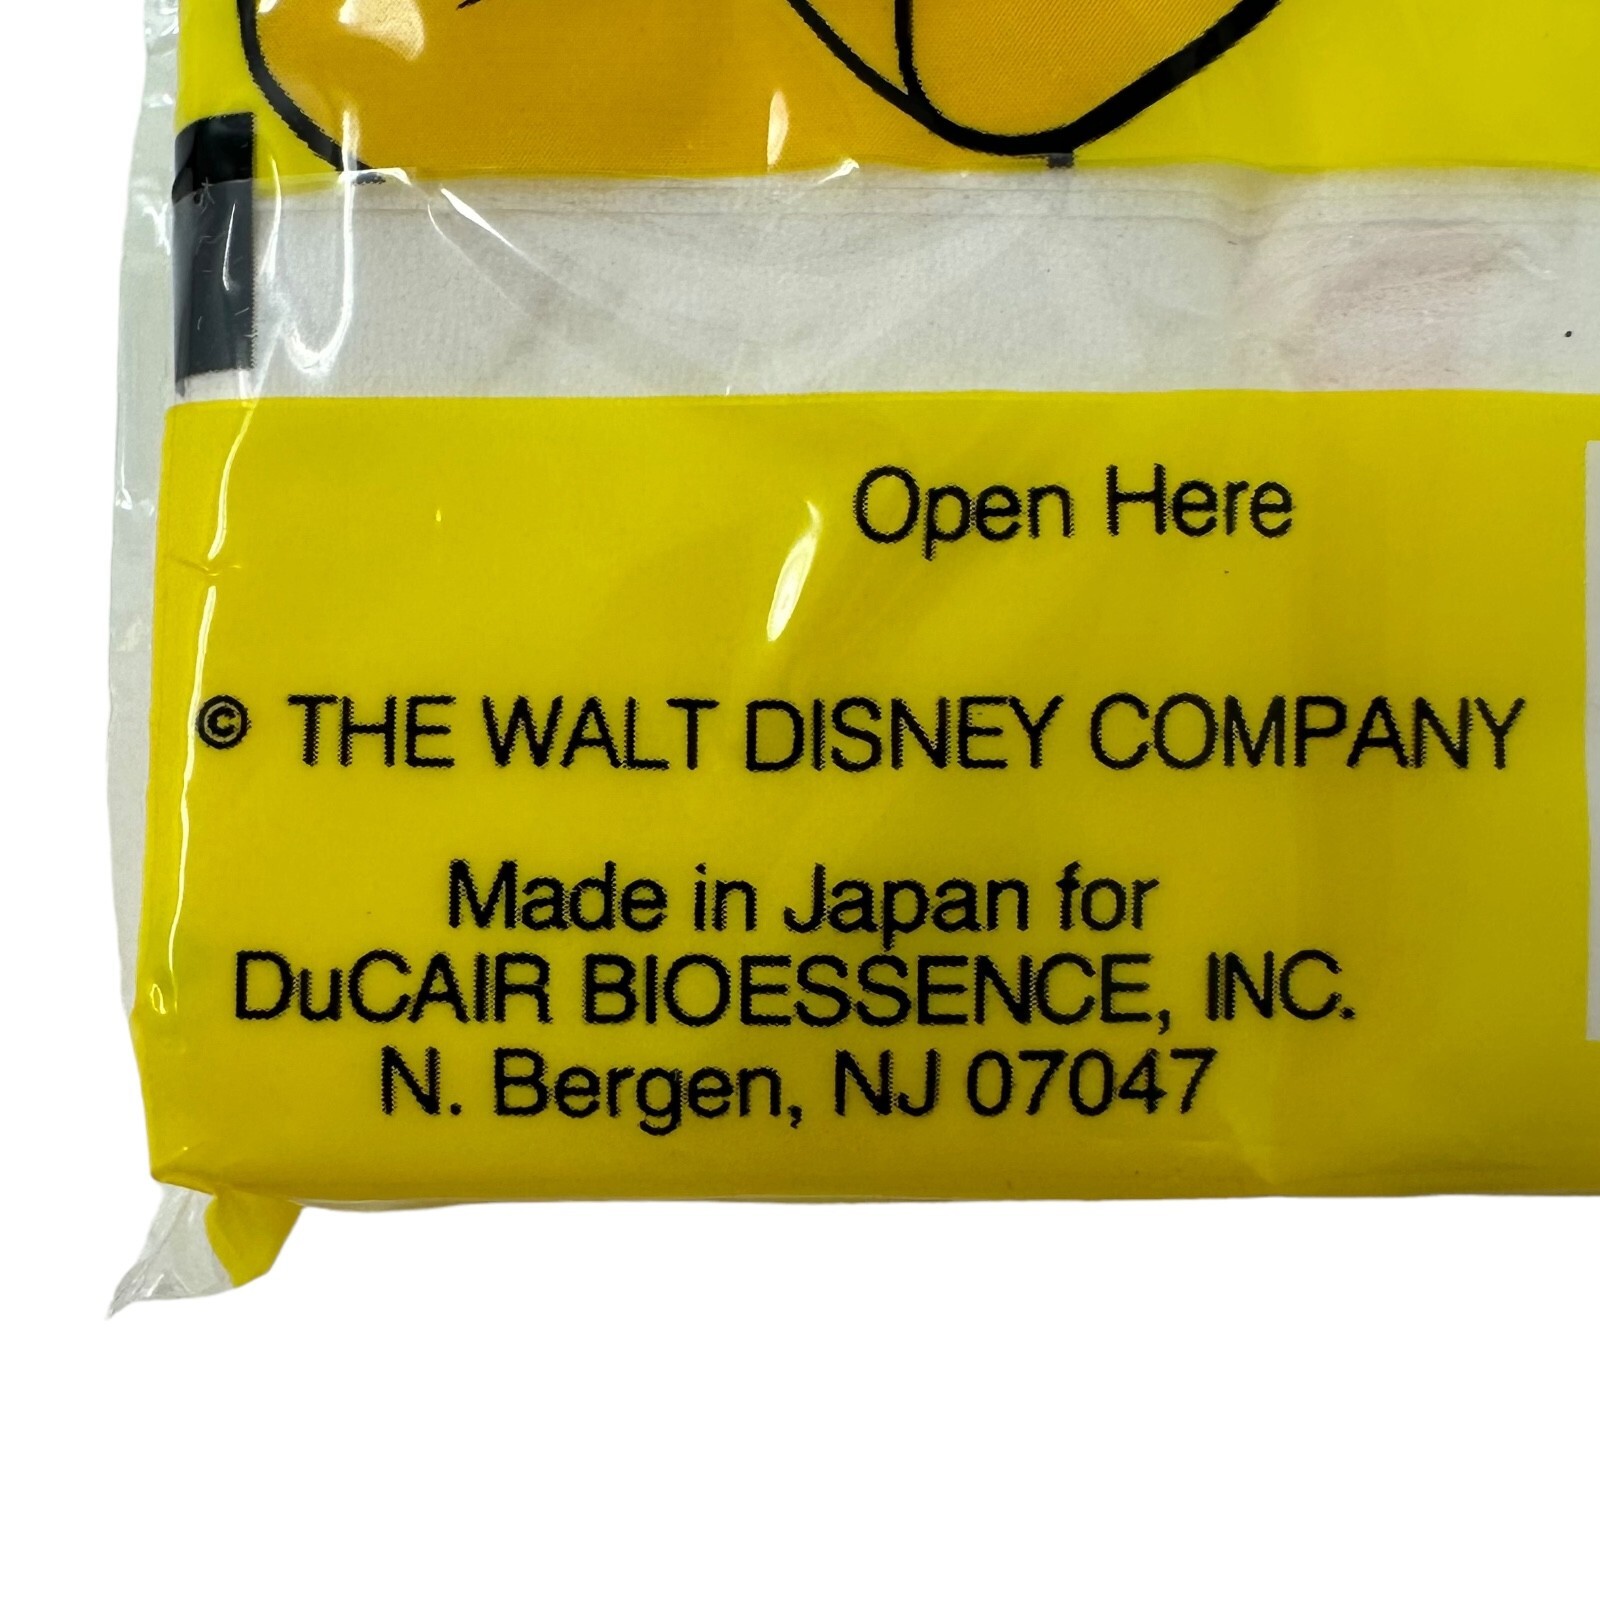 Open Here
© THE WALT DISNEY COMPANY
Made in Japan for
DuCAIR BIOESSENCE, INC.
N. Bergen, NJ 07047